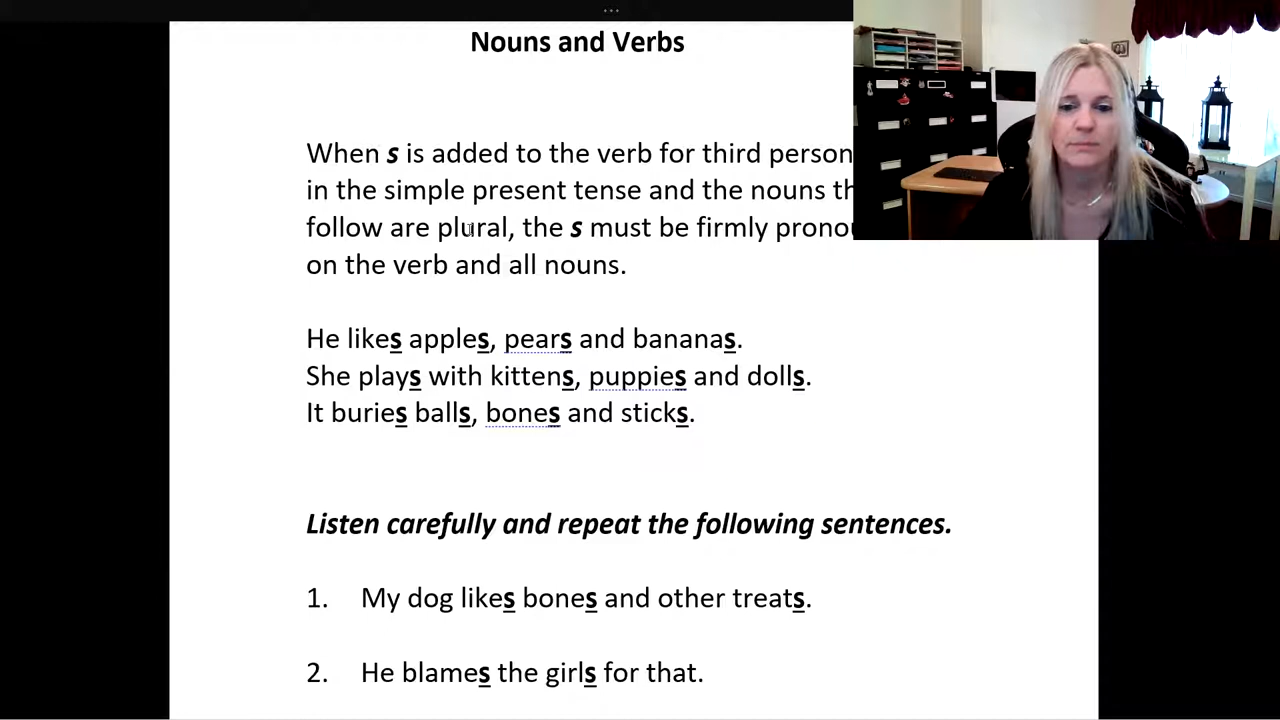 Nouns and Verbs
When s is added to the verb for third person
in the simple present tense and the nouns
follow are plural, the s must be firmly
on the verb and all nouns.
He likes apples, pears and bananas.
She plays with kittens, puppies and dolls.
It buries balls, bones and sticks.
Listen carefully and repeat the following sentences.
1. My dog likes bones and other treats.
2. He blames the girls for that.